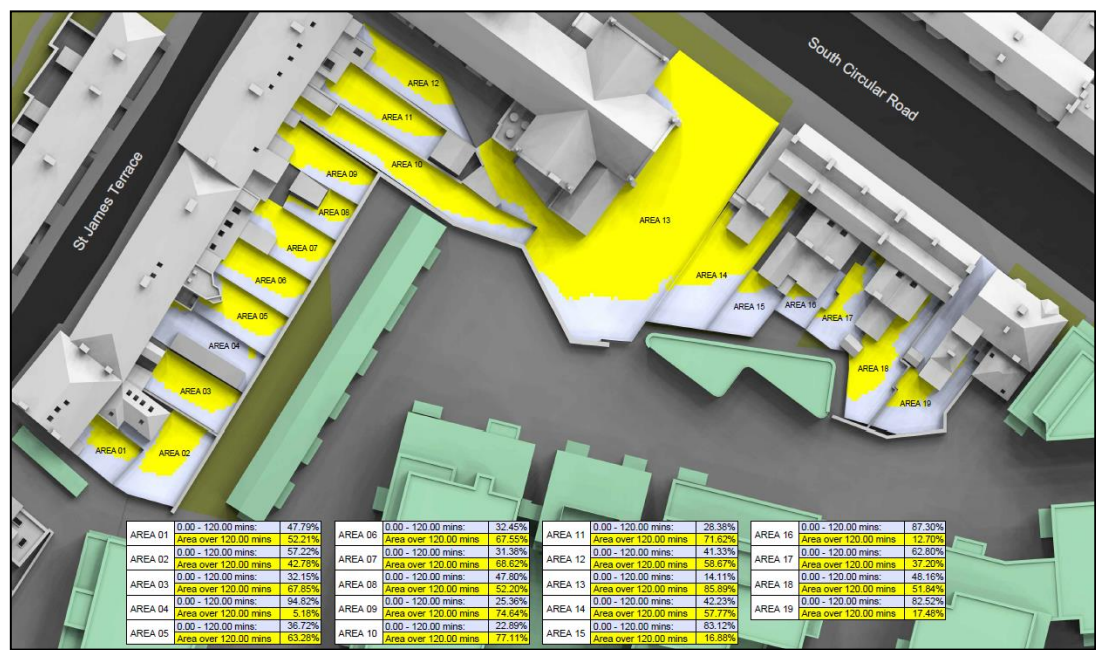 South Circular Road
St James Terrace
AREA 12
AREA 11
AREA 10
AREA 09
AREA 08
AREA 07
AREA 06
AREA 05
AREA 04
AREA 03
AREA 02
AREA 01
AREA 13
AREA 14
AREA 15
AREA 16
AREA 17
AREA 18
AREA 19
AREA 01
0.00 - 120.00 mins: 47.79%
Area over 120.00 mins 52.21%
AREA 02
0.00 - 120.00 mins: 57.22%
Area over 120.00 mins 42.78%
AREA 03
0.00 - 120.00 mins: 32.15%
Area over 120.00 mins 67.85%
AREA 04
0.00 - 120.00 mins: 94.82%
Area over 120.00 mins 5.18%
AREA 05
0.00 - 120.00 mins: 36.72%
Area over 120.00 mins 63.28%
AREA 06
0.00 - 120.00 mins: 32.45%
Area over 120.00 mins 67.55%
AREA 07
0.00 - 120.00 mins: 31.38%
Area over 120.00 mins 68.62%
AREA 08
0.00 - 120.00 mins: 47.80%
Area over 120.00 mins 52.20%
AREA 09
0.00 - 120.00 mins: 25.36%
Area over 120.00 mins 74.64%
AREA 10
0.00 - 120.00 mins: 22.89%
Area over 120.00 mins 77.11%
AREA 11
0.00 - 120.00 mins: 28.38%
Area over 120.00 mins 71.62%
AREA 12
0.00 - 120.00 mins: 41.33%
Area over 120.00 mins 58.67%
AREA 13
0.00 - 120.00 mins: 14.11%
Area over 120.00 mins 85.89%
AREA 14
0.00 - 120.00 mins: 42.23%
Area over 120.00 mins 57.77%
AREA 15
0.00 - 120.00 mins: 83.12%
Area over 120.00 mins 16.88%
AREA 16
0.00 - 120.00 mins: 87.30%
Area over 120.00 mins 12.70%
AREA 17
0.00 - 120.00 mins: 62.80%
Area over 120.00 mins 37.20%
AREA 18
0.00 - 120.00 mins: 48.16%
Area over 120.00 mins 51.84%
AREA 19
0.00 - 120.00 mins: 82.52%
Area over 120.00 mins 17.48%